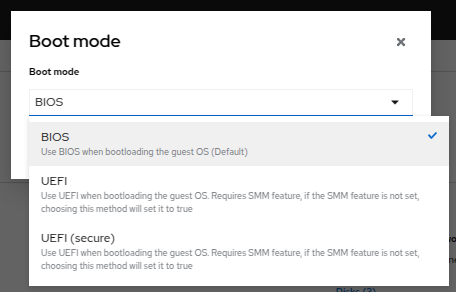 Boot mode
Boot mode
BIOS
BIOS
Use BIOS when bootloading the guest OS (Default)
UEFI
Use UEFI when bootloading the guest OS. Requires SMM feature, if the SMM feature is not set,
choosing this method will set it to true
UEFI (secure)
Use UEFI when bootloading the guest OS. Requires SMM feature, if the SMM feature is not set,
choosing this method will set it to true